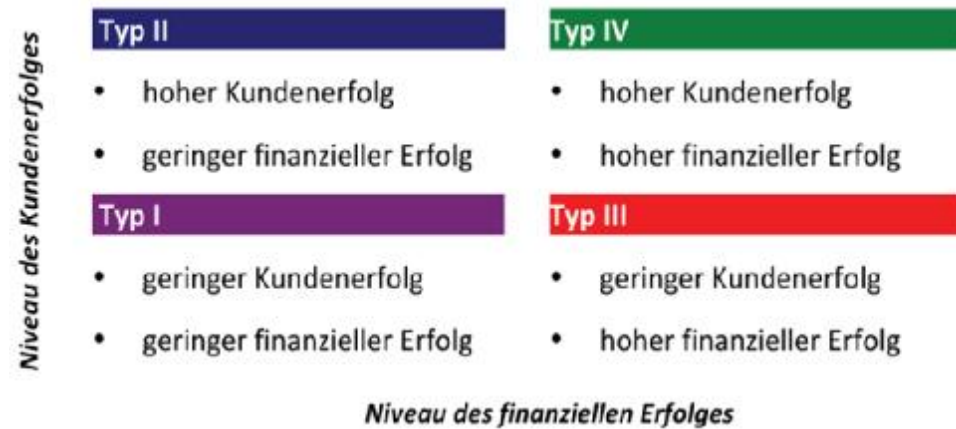 Niveau des Kundenerfolges
Typ II
• hoher Kundenerfolg
• geringer finanzieller Erfolg
Typ IV
• hoher Kundenerfolg
• hoher finanzieller Erfolg
Typ I
• geringer Kundenerfolg
• geringer finanzieller Erfolg
Typ III
• geringer Kundenerfolg
• hoher finanzieller Erfolg
Niveau des finanziellen Erfolges